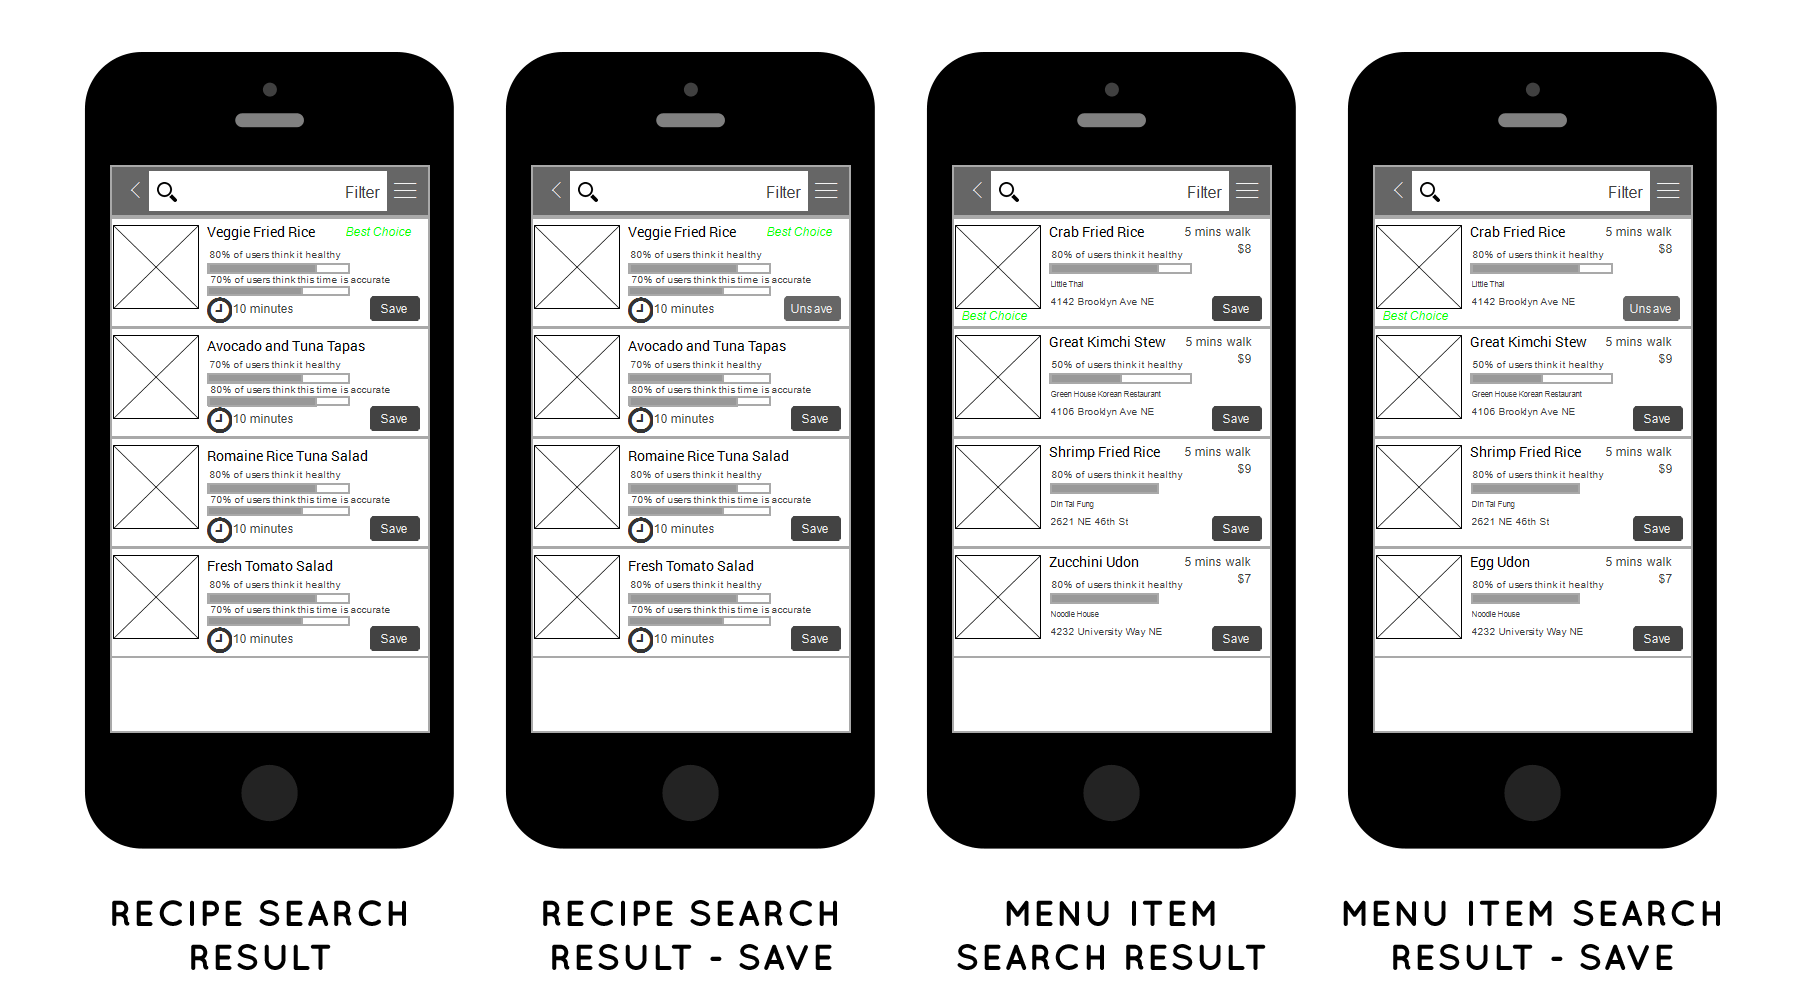 Filter
Veggie Fried Rice Best Choice
80% of users think it healthy
70% of users think this time is accurate
10 minutes Save
Avocado and Tuna Tapas
70% of users think it healthy
80% of users think this time is accurate
10 minutes Save
Romaine Rice Tuna Salad
80% of users think it healthy
70% of users think this time is accurate
10 minutes Save
Fresh Tomato Salad
80% of users think it healthy
70% of users think this time is accurate
10 minutes Save
RECIPE SEARCH
RESULT
Filter
Veggie Fried Rice Best Choice
80% of users think it healthy
70% of users think this time is accurate
10 minutes Unsave
Avocado and Tuna Tapas
70% of users think it healthy
80% of users think this time is accurate
10 minutes Save
Romaine Rice Tuna Salad
80% of users think it healthy
70% of users think this time is accurate
10 minutes Save
Fresh Tomato Salad
80% of users think it healthy
70% of users think this time is accurate
10 minutes Save
RECIPE SEARCH
RESULT - SAVE
Filter
Crab Fried Rice 5 mins walk
$8
80% of users think it healthy
Little Thai
4142 Brooklyn Ave NE Save
Best Choice
Great Kimchi Stew 5 mins walk
$9
50% of users think it healthy
Green House Korean Restaurant
4106 Brooklyn Ave NE Save
Shrimp Fried Rice 5 mins walk
$9
80% of users think it healthy
Din Tai Fung
2621 NE 46th St Save
Zucchini Udon 5 mins walk
$7
80% of users think it healthy
Noodle House
4232 University Way NE Save
MENU ITEM
SEARCH RESULT
Filter
Crab Fried Rice 5 mins walk
$8
80% of users think it healthy
Little Thai
4142 Brooklyn Ave NE Unsave
Best Choice
Great Kimchi Stew 5 mins walk
$9
50% of users think it healthy
Green House Korean Restaurant
4106 Brooklyn Ave NE Save
Shrimp Fried Rice 5 mins walk
$9
80% of users think it healthy
Din Tai Fung
2621 NE 46th St Save
Egg Udon 5 mins walk
$7
80% of users think it healthy
Noodle House
4232 University Way NE Save
MENU ITEM SEARCH
RESULT - SAVE